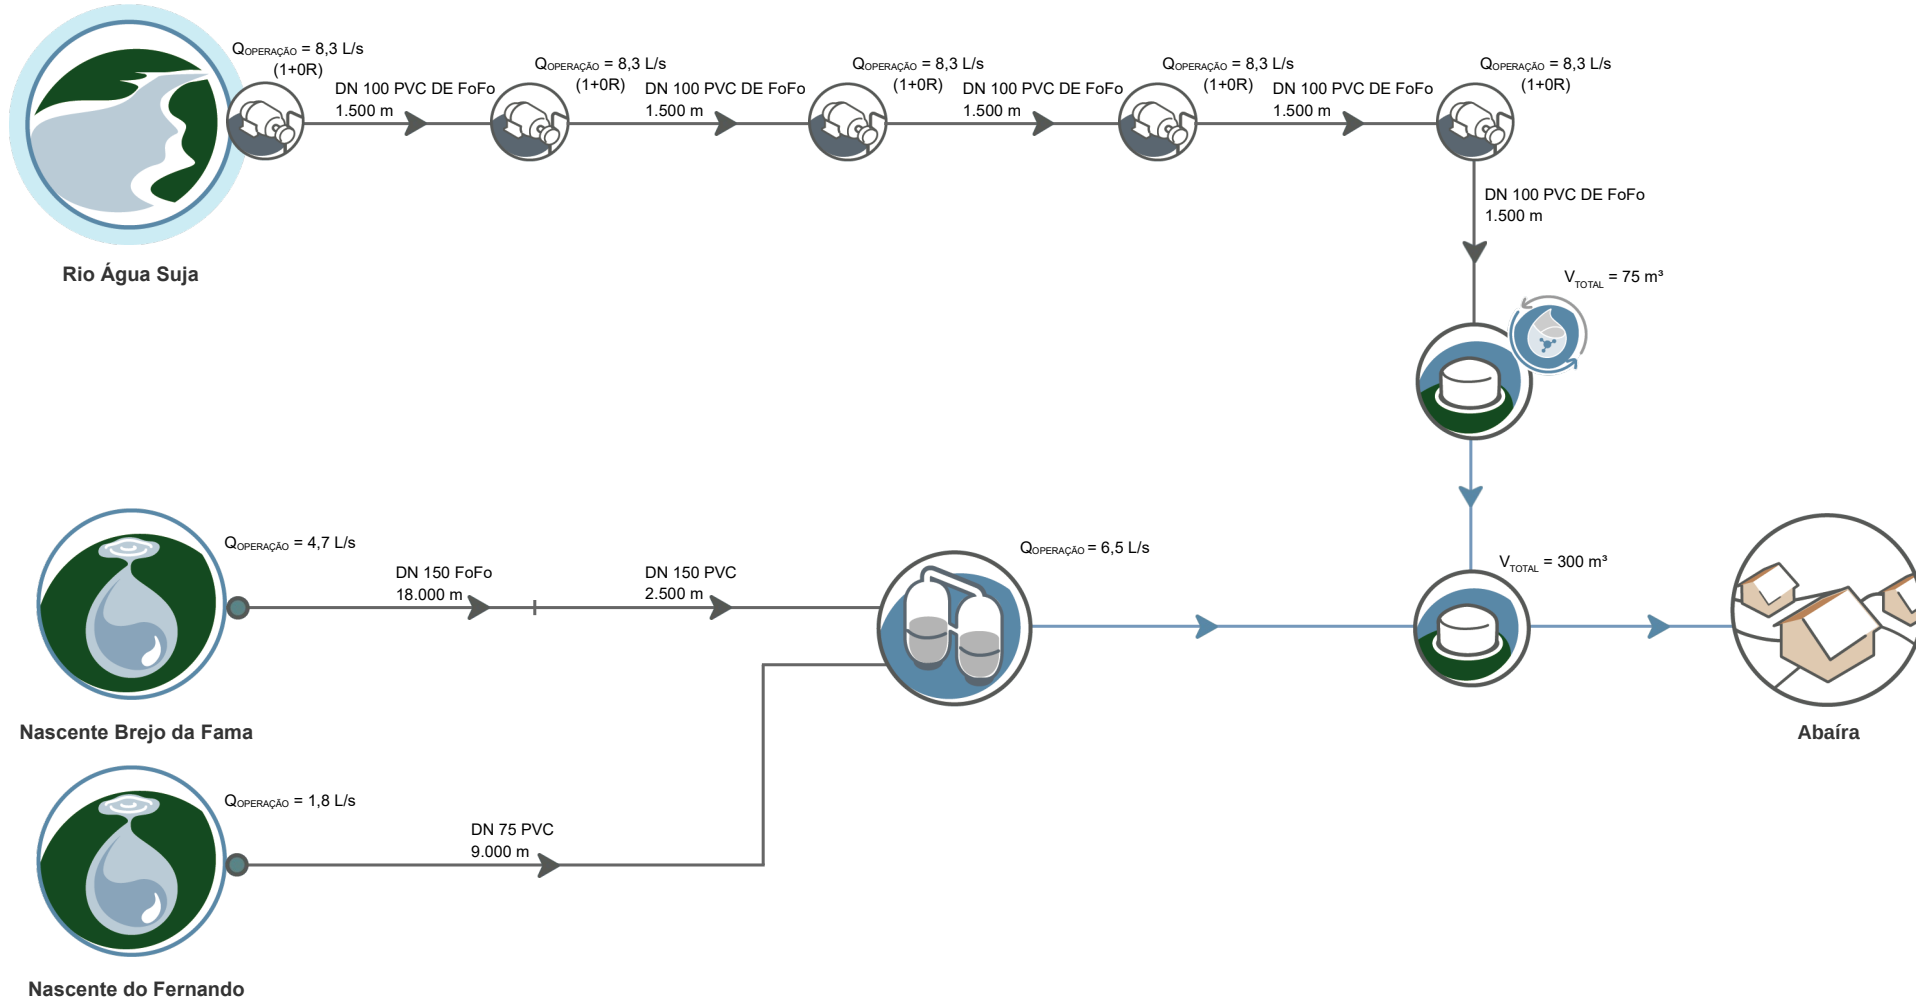 QOPERAÇÃO = 8,3 L/s
(1+0R)
DN 100 PVC DE FoFo
1.500 m
QOPERAÇÃO = 8,3 L/s
(1+0R)
DN 100 PVC DE FoFo
1.500 m
QOPERAÇÃO = 8,3 L/s
(1+0R)
DN 100 PVC DE FoFo
1.500 m
QOPERAÇÃO = 8,3 L/s
(1+0R)
DN 100 PVC DE FoFo
1.500 m
QOPERAÇÃO = 8,3 L/s
(1+0R)
DN 100 PVC DE FoFo
1.500 m
Rio Água Suja
VTOTAL = 75 m³
QOPERAÇÃO = 4,7 L/s
DN 150 FoFo
18.000 m
DN 150 PVC
2.500 m
QOPERAÇÃO = 6,5 L/s
VTOTAL = 300 m³
Nascente Brejo da Fama
Abaíra
QOPERAÇÃO = 1,8 L/s
DN 75 PVC
9.000 m
Nascente do Fernando